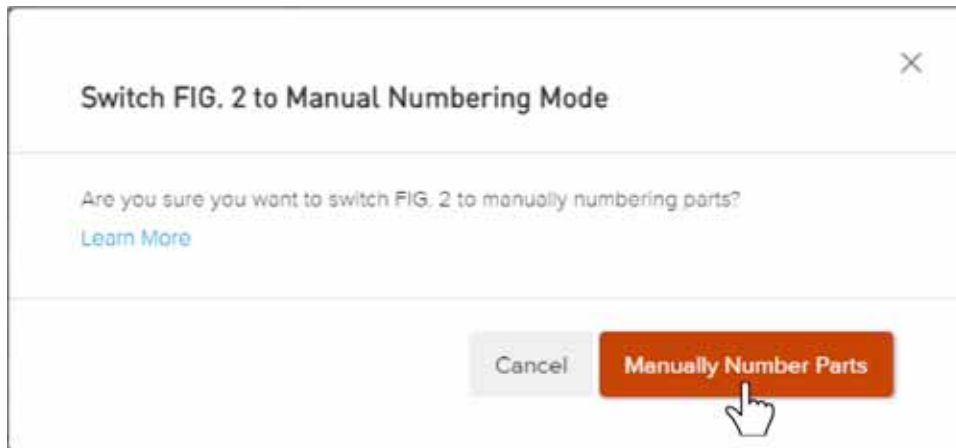 Switch FIG. 2 to Manual Numbering Mode
Are you sure you want to switch FIG. 2 to manually numbering parts?
Learn More
Cancel
Manually Number Parts